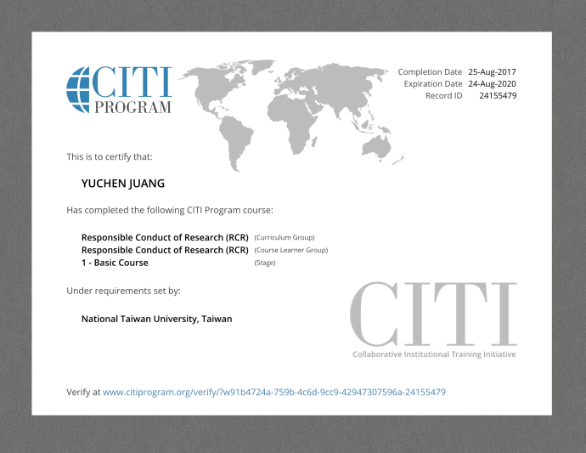 CITI
PROGRAM
Completion Date 25-Aug-2017
Expiration Date 24-Aug-2020
Record ID 24155479
This is to certify that:
YUCHEN JUANG
Has completed the following CITI Program course:
Responsible Conduct of Research (RCR) (Curriculum Group)
Responsible Conduct of Research (RCR) (Course Learner Group)
1 - Basic Course (Stage)
Under requirements set by:
National Taiwan University, Taiwan
CITI
Collaborative Institutional Training Initiative
Verify at www.citiprogram.org/verify/?w91b4724a-759b-4c6d-9cc9-42947307596a-24155479